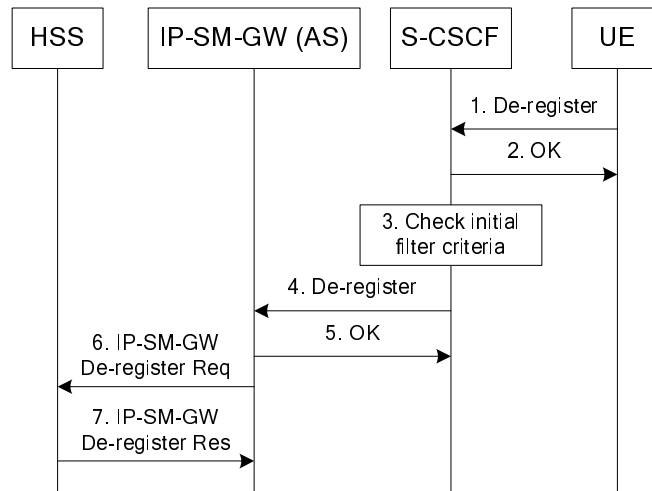 HSS
IP-SM-GW (AS)
S-CSCF
UE
1. De-register
2. OK
3. Check initial
filter criteria
4. De-register
5. OK
6. IP-SM-GW
De-register Req
7. IP-SM-GW
De-register Res